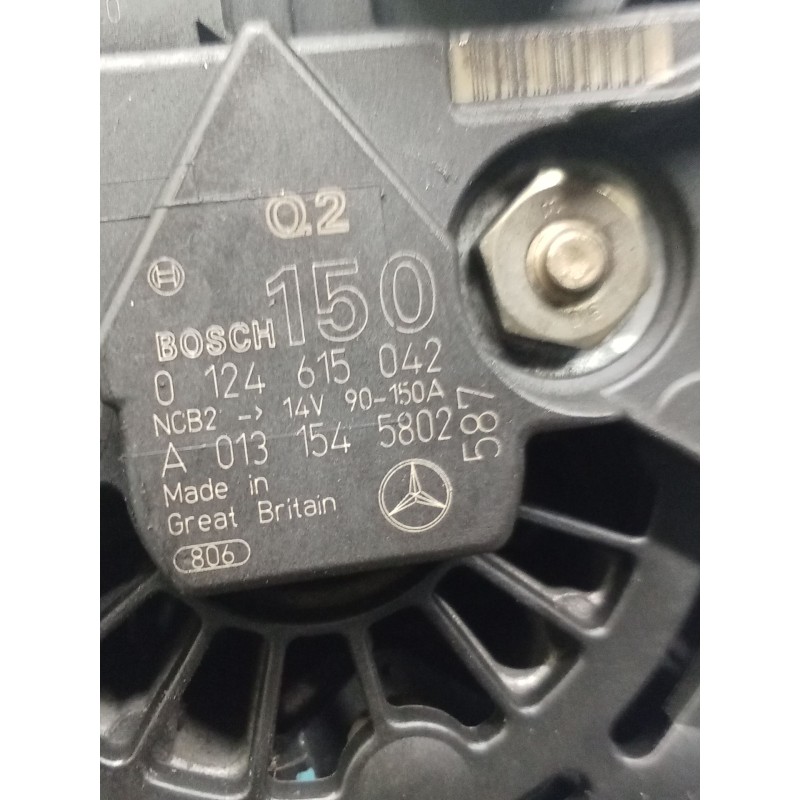 Q2
150
BOSCH
0 124 615 042
NCB2 -> 14V 90-150A
A 013 154 5802
587
Made in
Great Britain
806